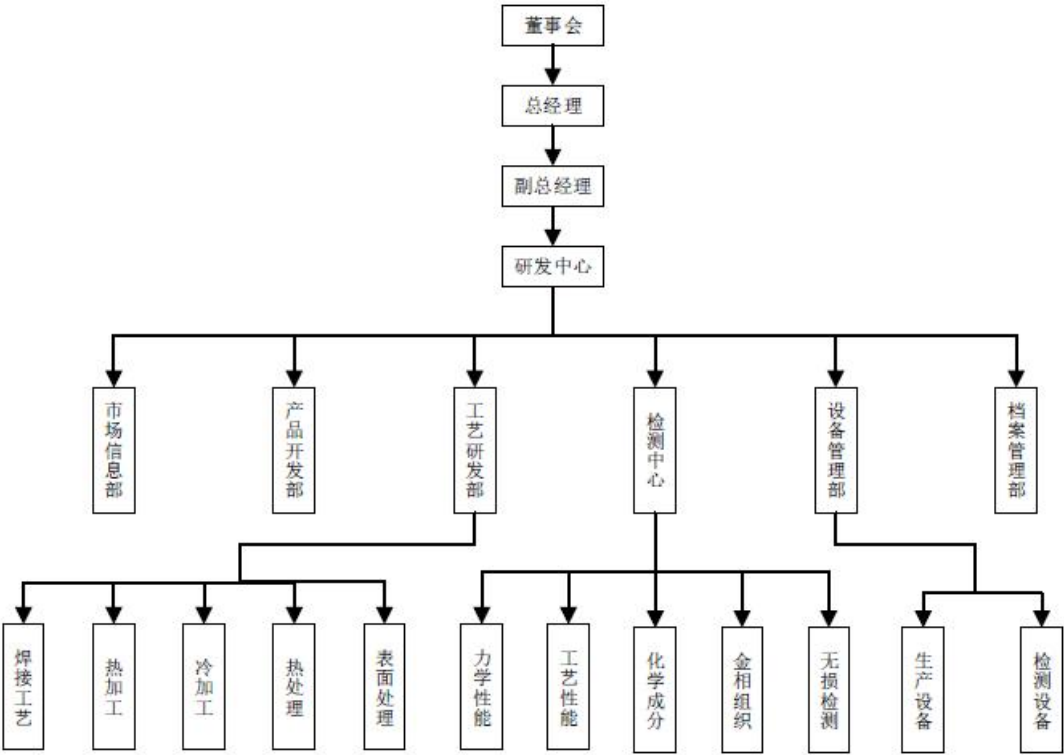 董事会
总经理
副总经理
研发中心
市场信息部
产品开发部
工艺研发部
检测中心
设备管理部
档案管理部
焊接工艺
热加工
冷加工
热处理
表面处理
力学性能
工艺性能
化学成分
金相组织
无损检测
生产设备
检测设备